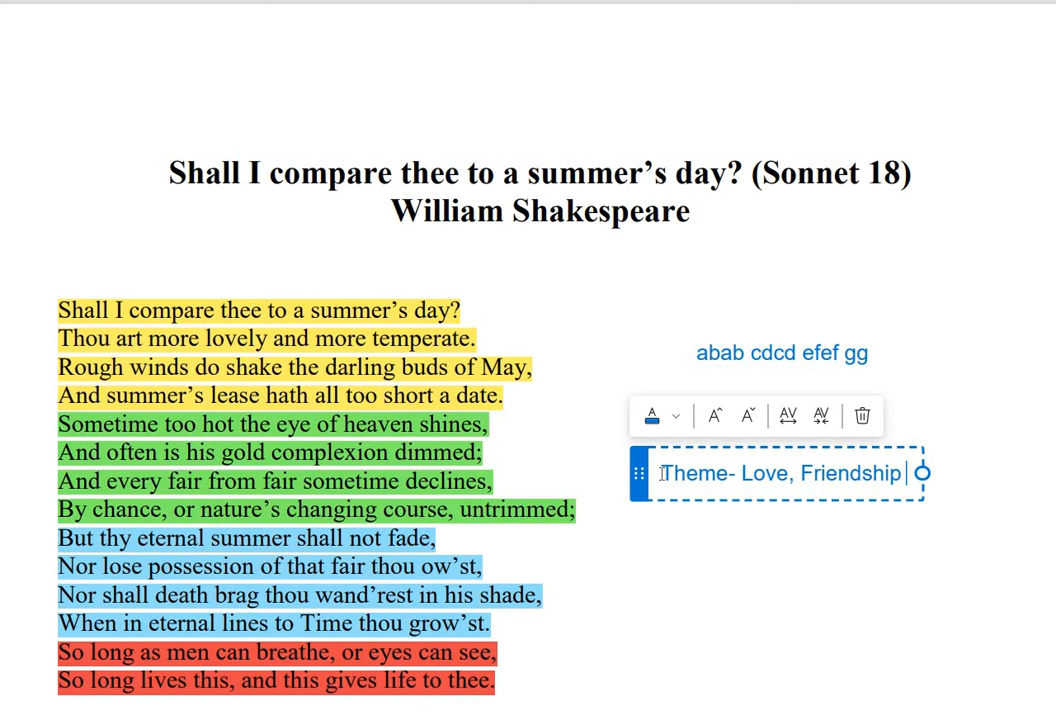 Shall I compare thee to a summer’s day? (Sonnet 18)
William Shakespeare
Shall I compare thee to a summer’s day?
Thou art more lovely and more temperate.
Rough winds do shake the darling buds of May,
And summer’s lease hath all too short a date.
Sometime too hot the eye of heaven shines,
And often is his gold complexion dimmed;
And every fair from fair sometime declines,
By chance, or nature’s changing course, untrimmed;
But thy eternal summer shall not fade,
Nor lose possession of that fair thou ow’st,
Nor shall death brag thou wand’rest in his shade,
When in eternal lines to Time thou grow’st.
So long as men can breathe, or eyes can see,
So long lives this, and this gives life to thee.
abab cdcd efef gg
A A A AV AV
Theme- Love, Friendship